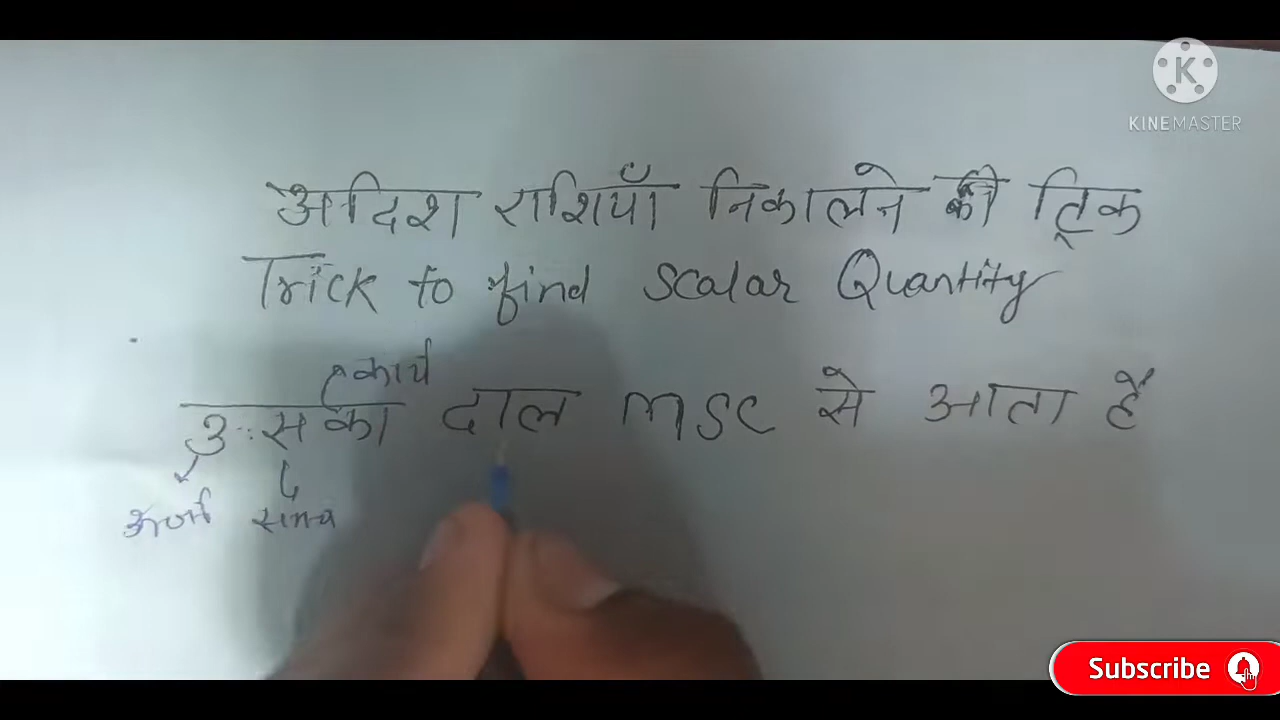 KINEMASTER
अदिश राशियाँ निकालने की ट्रिक
Trick to find Scalar Quantity
कार्य
उ: सका दाल MSC से आता है
ऊर्जा समय
Subscribe